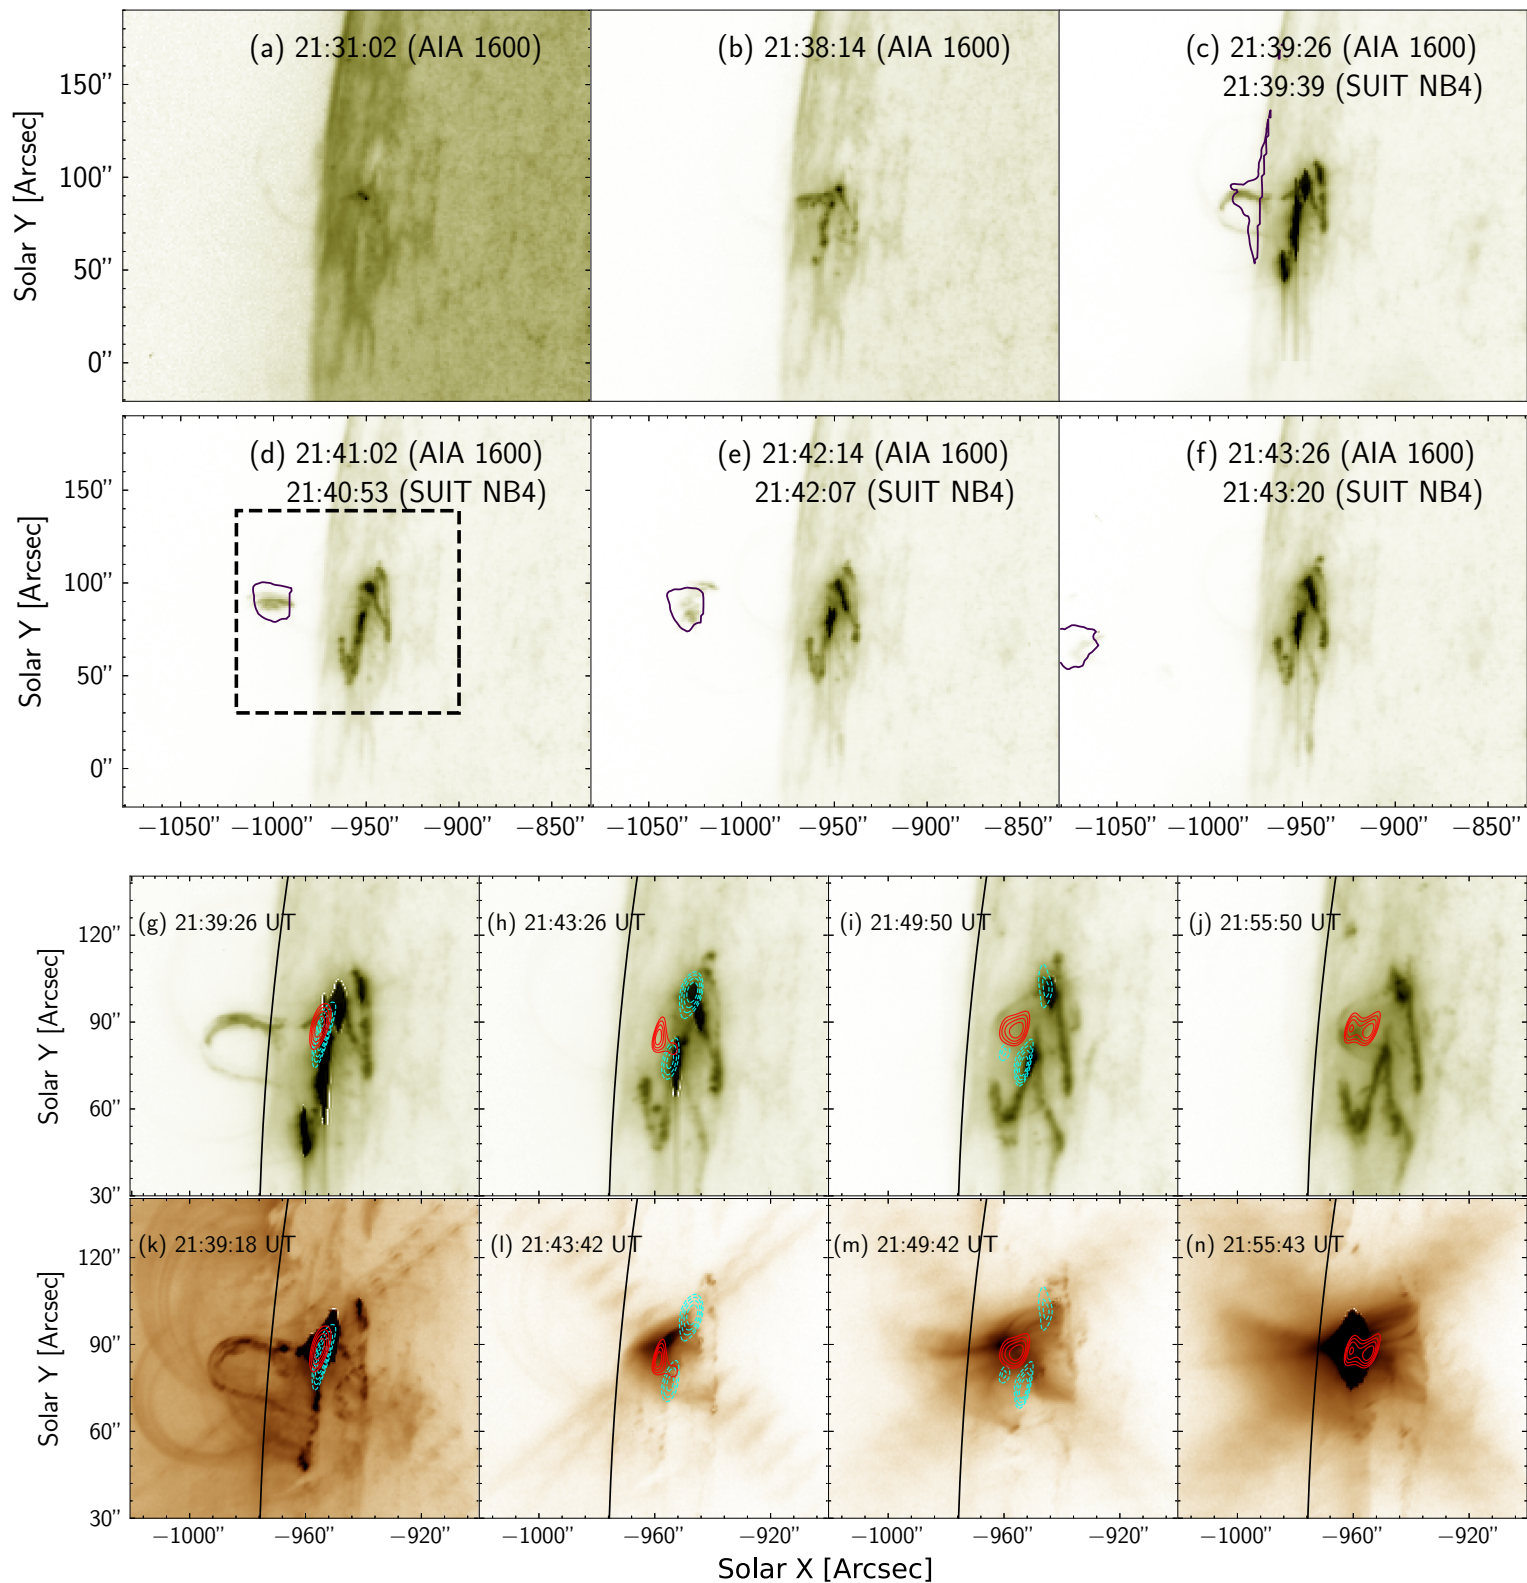 (a) 21:31:02 (AIA 1600)
(b) 21:38:14 (AIA 1600)
(c) 21:39:26 (AIA 1600)
21:39:39 (SUIT NB4)
150"
100"
50"
0"
Solar Y [Arcsec]
(d) 21:41:02 (AIA 1600)
21:40:53 (SUIT NB4)
(e) 21:42:14 (AIA 1600)
21:42:07 (SUIT NB4)
(f) 21:43:26 (AIA 1600)
21:43:20 (SUIT NB4)
150"
100"
50"
0"
Solar Y [Arcsec]
−1050" −1000" −950" −900" −850"
−1050" −1000" −950" −900" −850"
−1050" −1000" −950" −900" −850"
(g) 21:39:26 UT
(h) 21:43:26 UT
(i) 21:49:50 UT
(j) 21:55:50 UT
120"
90"
60"
30"
Solar Y [Arcsec]
(k) 21:39:18 UT
(l) 21:43:42 UT
(m) 21:49:42 UT
(n) 21:55:43 UT
120"
90"
60"
30"
Solar Y [Arcsec]
−1000" −960" −920"
−1000" −960" −920"
−1000" −960" −920"
−1000" −960" −920"
Solar X [Arcsec]